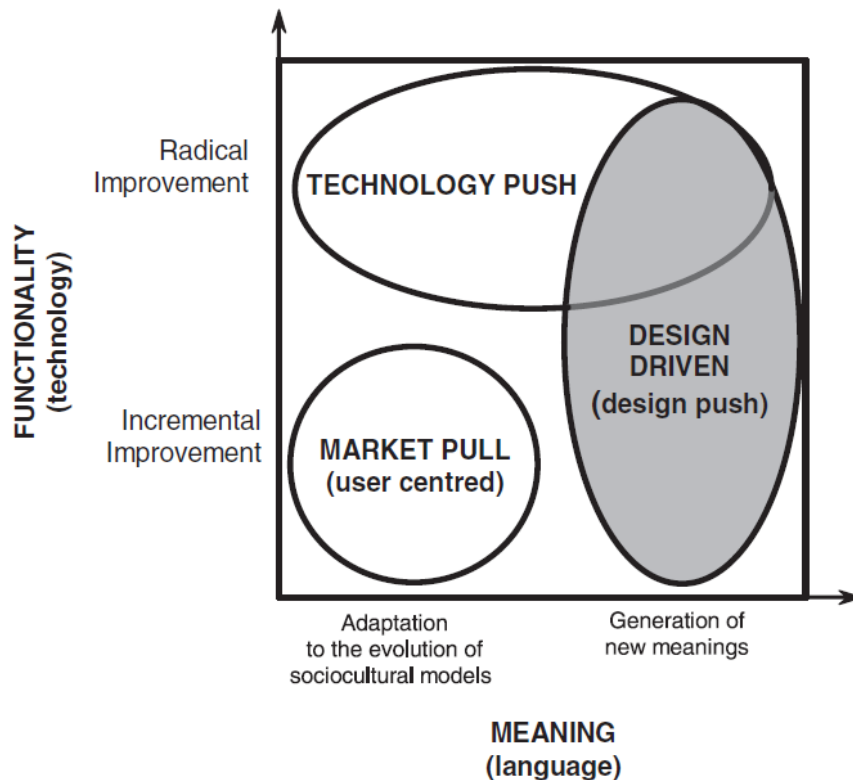 Radical
Improvement
TECHNOLOGY PUSH
FUNCTIONALITY
(technology)
DESIGN
DRIVEN
(design push)
Incremental
Improvement
MARKET PULL
(user centred)
Adaptation
to the evolution of
sociocultural models
Generation of
new meanings
MEANING
(language)